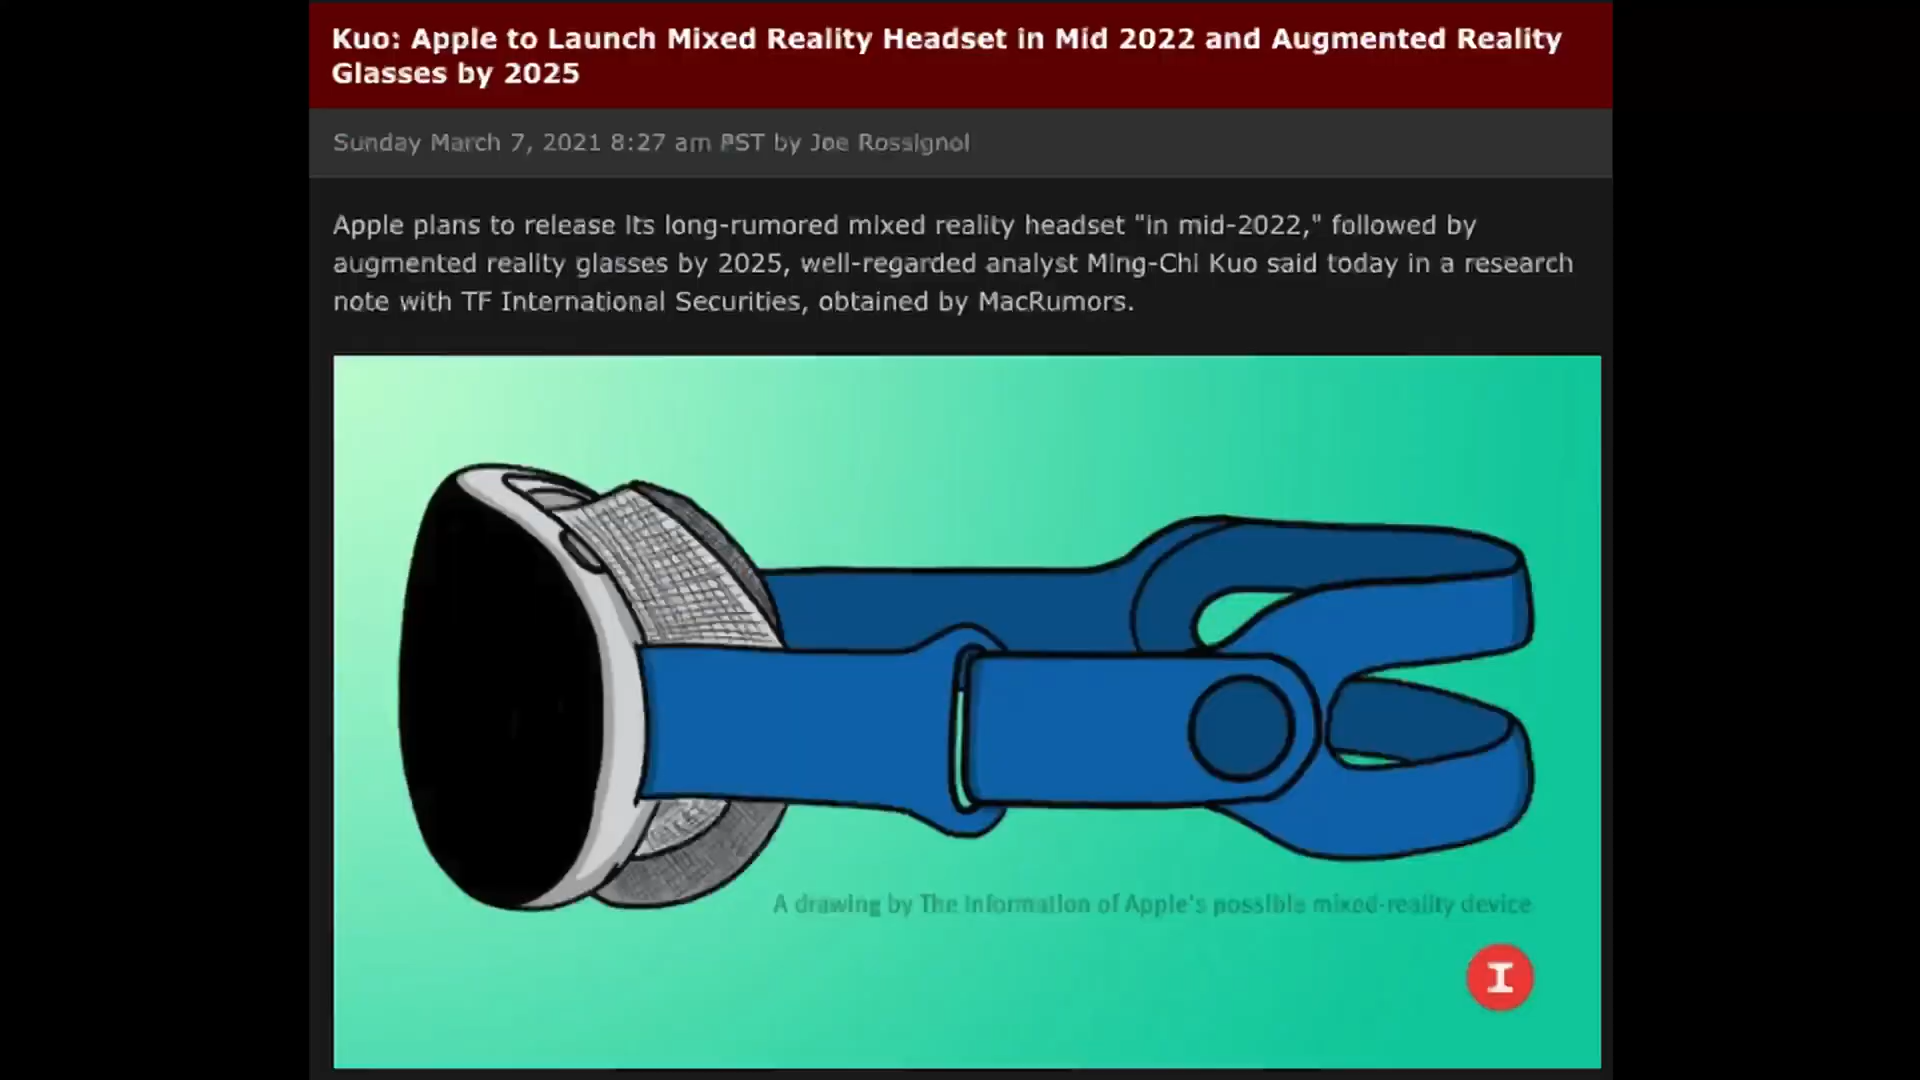 Kuo: Apple to Launch Mixed Reality Headset in Mid 2022 and Augmented Reality
Glasses by 2025
Sunday March 7, 2021 8:27 am PST by Joe Rossignol
Apple plans to release its long-rumored mixed reality headset "in mid-2022," followed by
augmented reality glasses by 2025, well-regarded analyst Ming-Chi Kuo said today in a research
note with TF International Securities, obtained by MacRumors.
A drawing by The Information of Apple's possible mixed-reality device
I